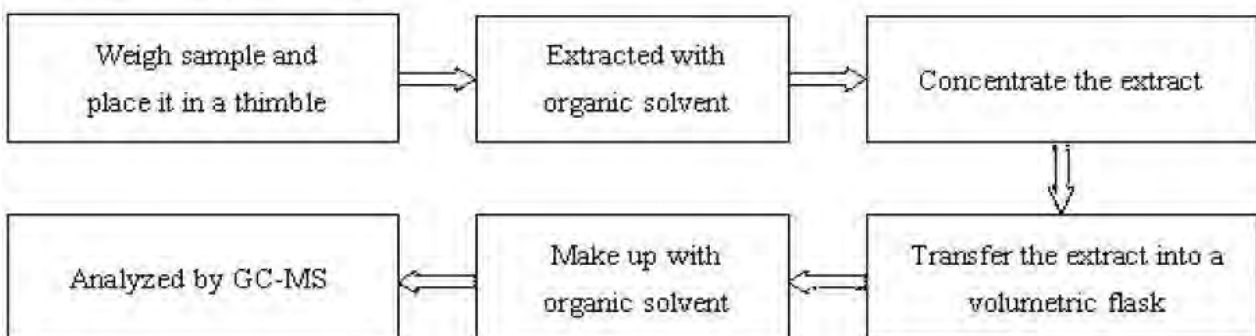 Weigh sample and
place it in a thimble
Extracted with
organic solvent
Concentrate the extract
Transfer the extract into a
volumetric flask
Make up with
organic solvent
Analyzed by GC-MS